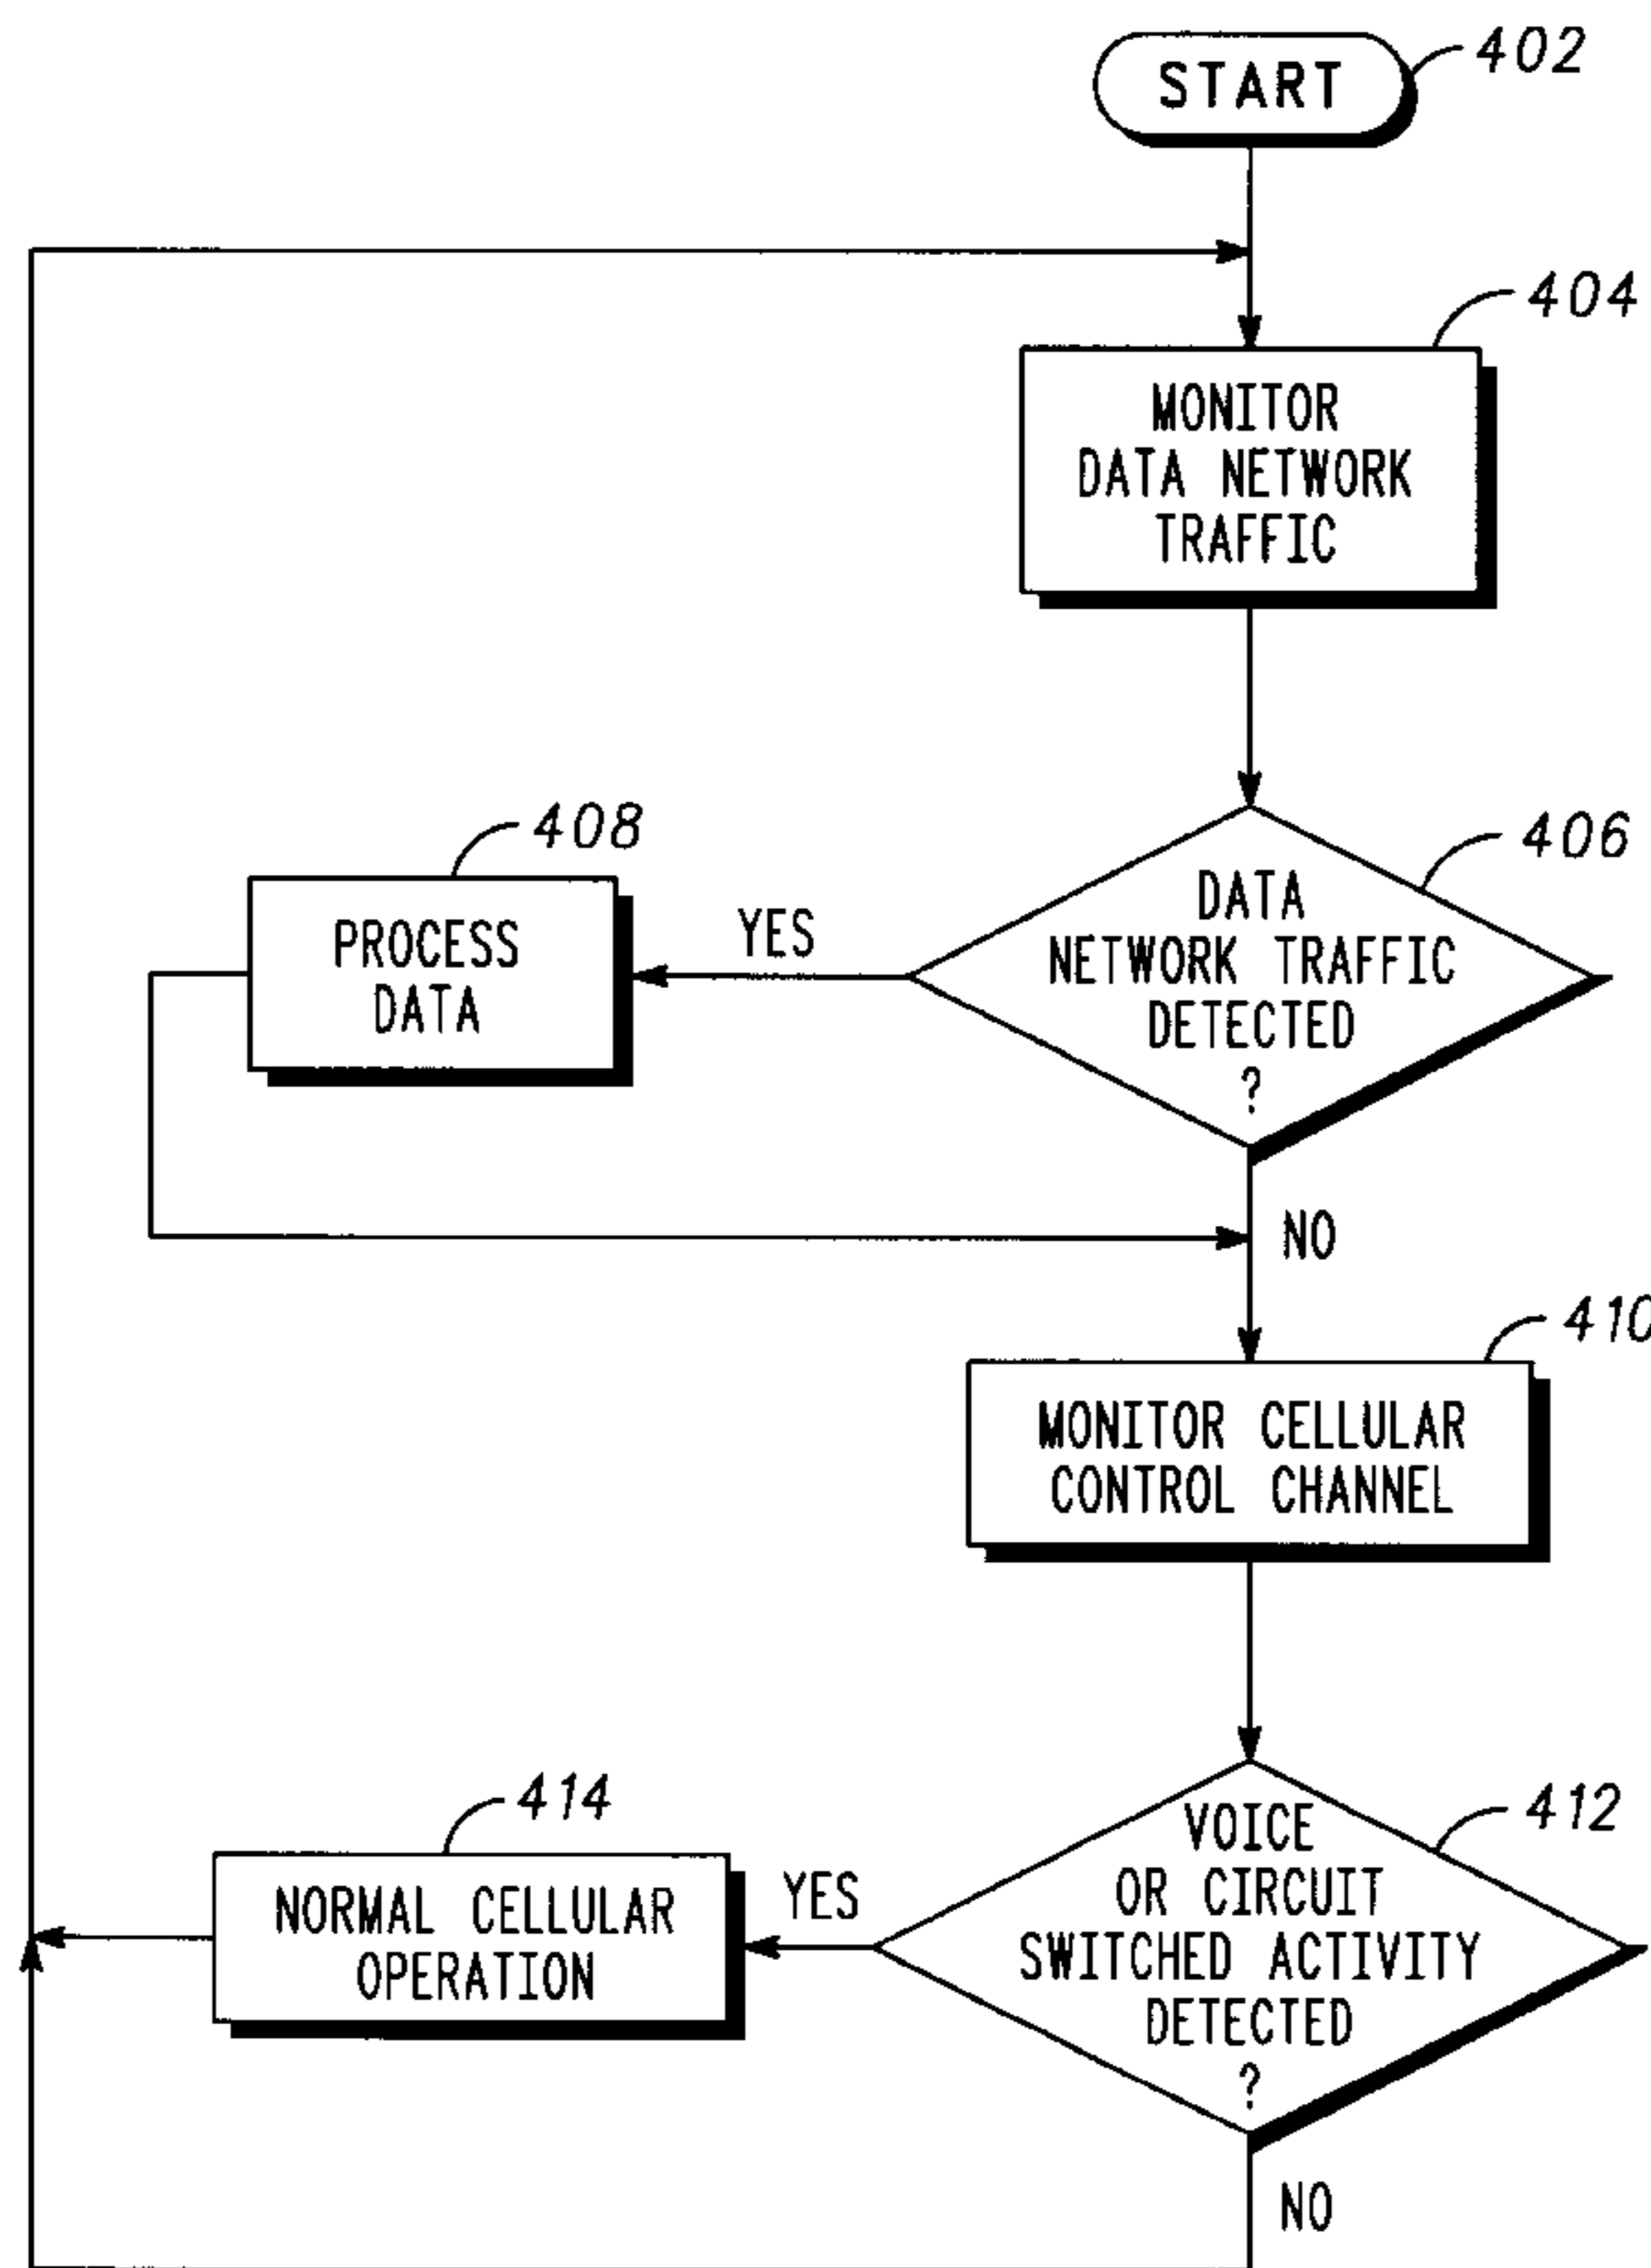 START
402
404
MONITOR
DATA NETWORK
TRAFFIC
408
406
PROCESS
DATA
YES
DATA
NETWORK TRAFFIC
DETECTED
?
NO
410
MONITOR CELLULAR
CONTROL CHANNEL
414
412
NORMAL CELLULAR
OPERATION
YES
VOICE
OR CIRCUIT
SWITCHED ACTIVITY
DETECTED
?
NO